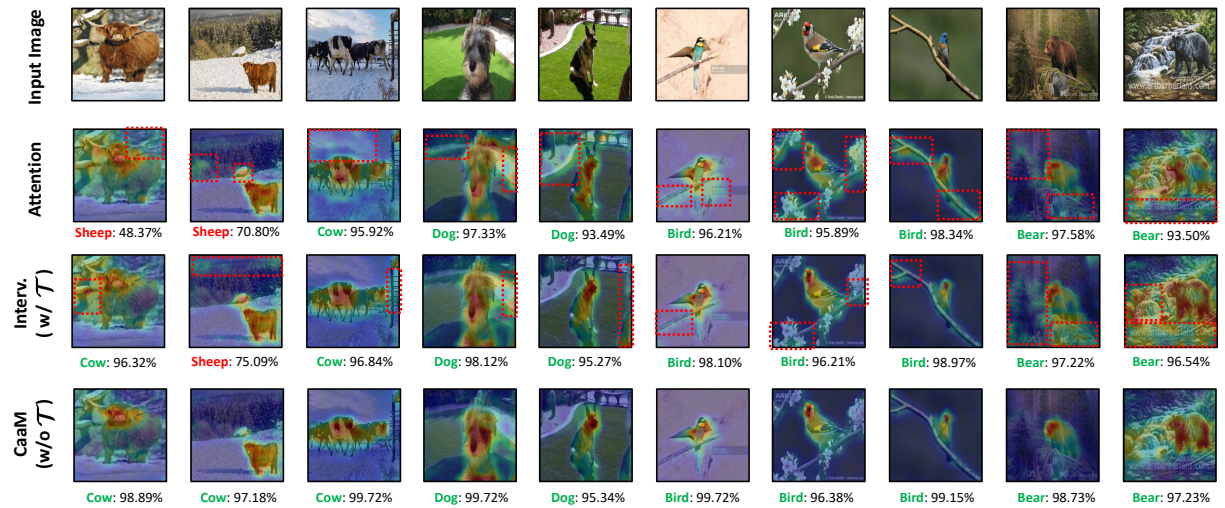 Input Image
Attention
Sheep: 48.37% Sheep: 70.80% Cow: 95.92% Dog: 97.33% Dog: 93.49% Bird: 96.21% Bird: 95.89% Bird: 98.34% Bear: 97.58% Bear: 93.50%
Interv.
(w/ 𝒯)
Cow: 96.32% Sheep: 75.09% Cow: 96.84% Dog: 98.12% Dog: 95.27% Bird: 98.10% Bird: 96.21% Bird: 98.97% Bear: 97.22% Bear: 96.54%
CaaM
(w/o 𝒯)
Cow: 98.89% Cow: 97.18% Cow: 99.72% Dog: 99.72% Dog: 95.34% Bird: 99.72% Bird: 96.38% Bird: 99.15% Bear: 98.73% Bear: 97.23%